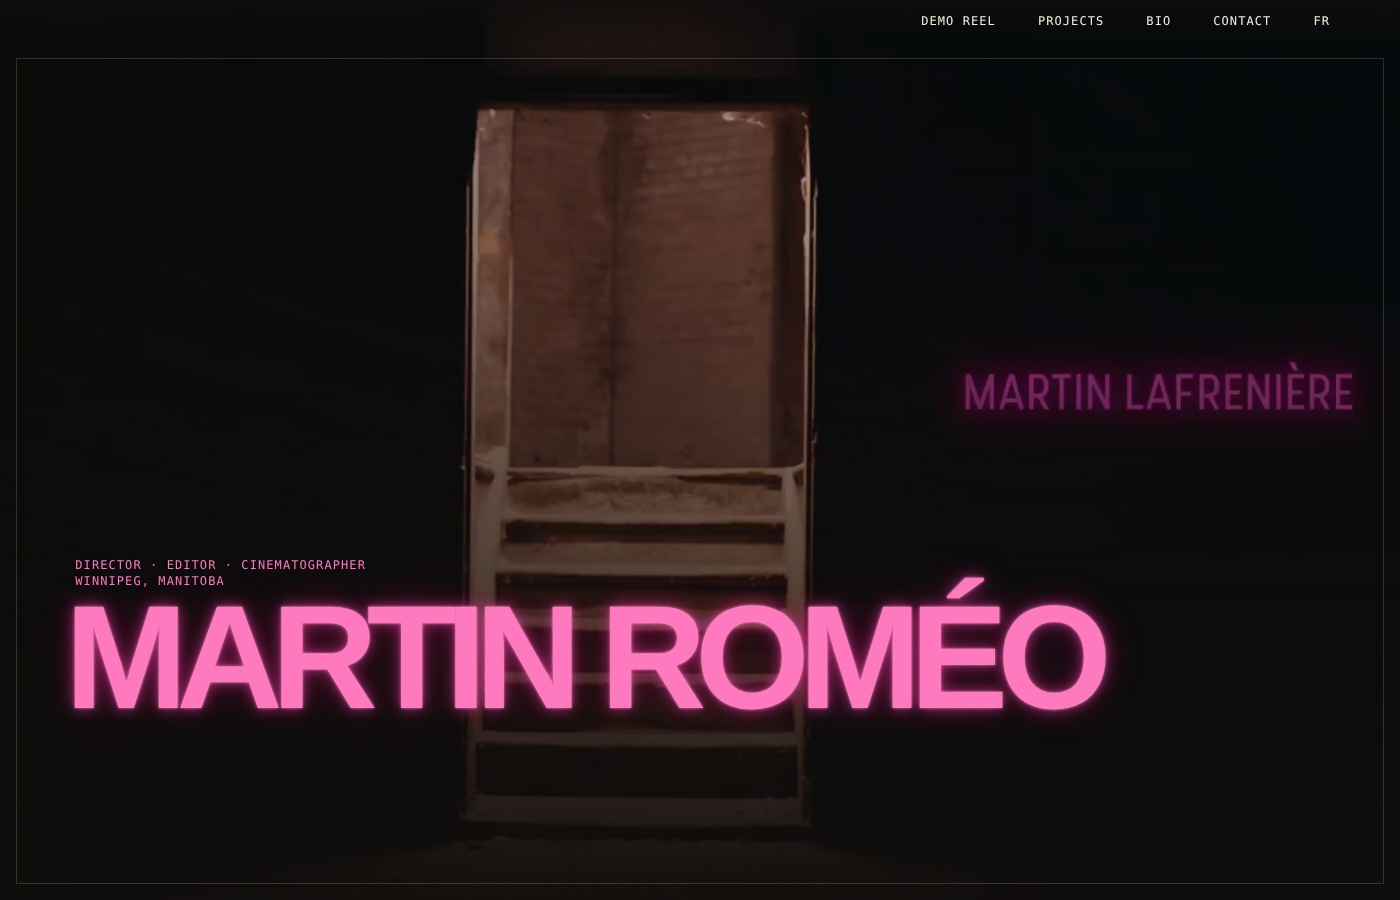 DEMO REEL PROJECTS BIO CONTACT FR
MARTIN LAFRENIÈRE
DIRECTOR · EDITOR · CINEMATOGRAPHER
WINNIPEG, MANITOBA
MARTIN ROMÉO